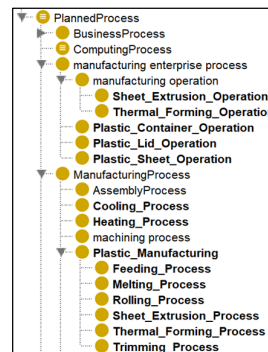 PlannedProcess
BusinessProcess
ComputingProcess
manufacturing enterprise process
manufacturing operation
Sheet_Extrusion_Operation
Thermal_Forming_Operation
Plastic_Container_Operation
Plastic_Lid_Operation
Plastic_Sheet_Operation
ManufacturingProcess
AssemblyProcess
Cooling_Process
Heating_Process
machining process
Plastic_Manufacturing
Feeding_Process
Melting_Process
Rolling_Process
Sheet_Extrusion_Process
Thermal_Forming_Process
Trimming_Process